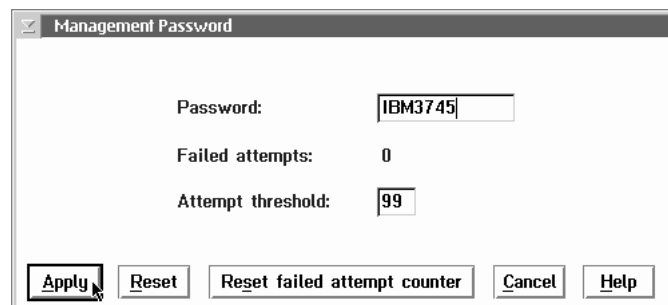 Management Password
Password: IBM3745
Failed attempts: 0
Attempt threshold: 99
Apply Reset Reset failed attempt counter Cancel Help